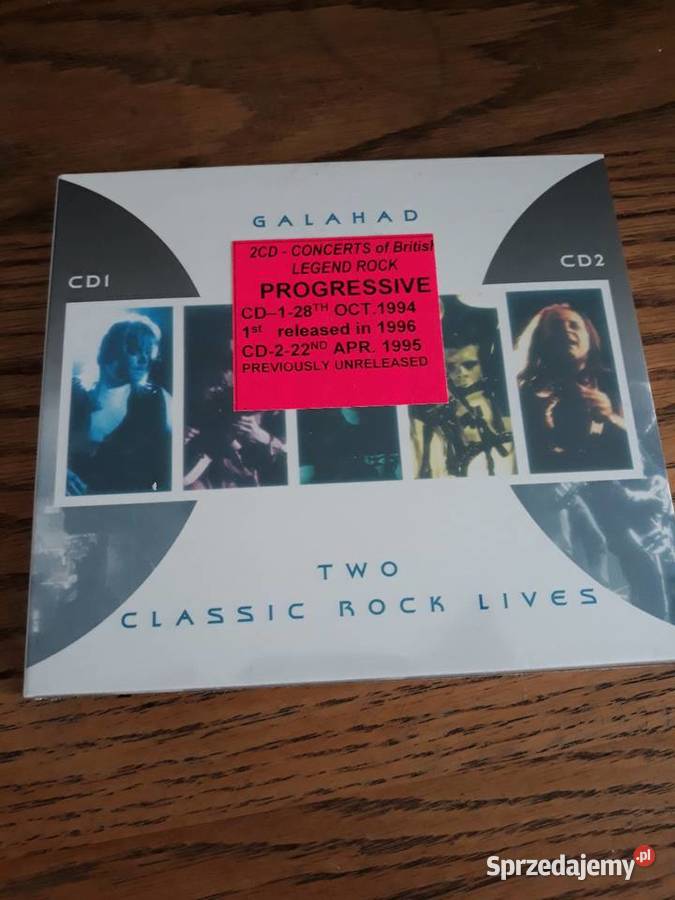 GALAHAD
CD1
CD2
2CD - CONCERTS of British
LEGEND ROCK
PROGRESSIVE
CD–1-28TH OCT.1994
1st released in 1996
CD-2-22ND APR. 1995
PREVIOUSLY UNRELEASED
TWO
CLASSIC ROCK LIVES
Sprzedajemy.pl